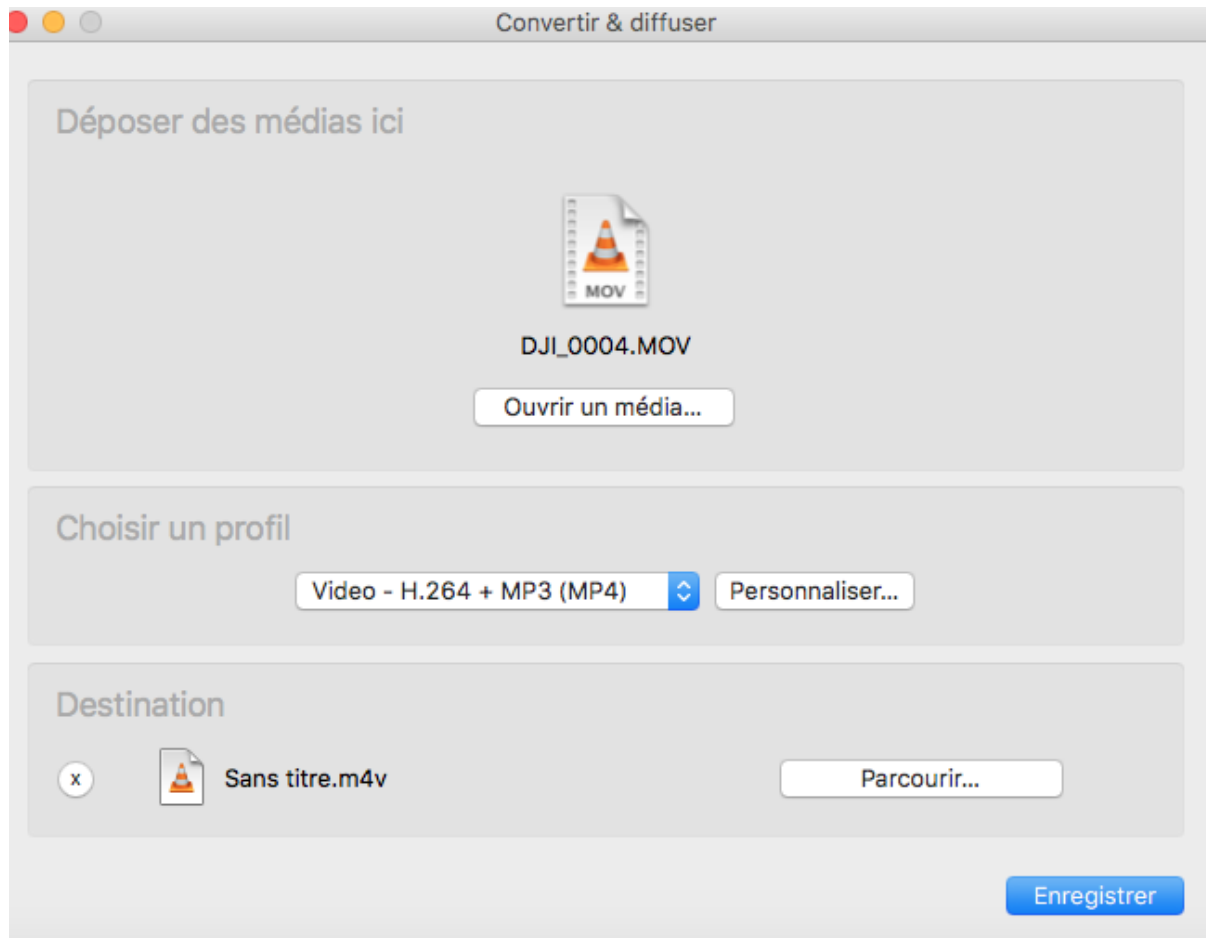 Convertir & diffuser
Déposer des médias ici
MOV
DJI_0004.MOV
Ouvrir un média...
Choisir un profil
Video - H.264 + MP3 (MP4)
Personnaliser...
Destination
x
Sans titre.m4v
Parcourir...
Enregistrer